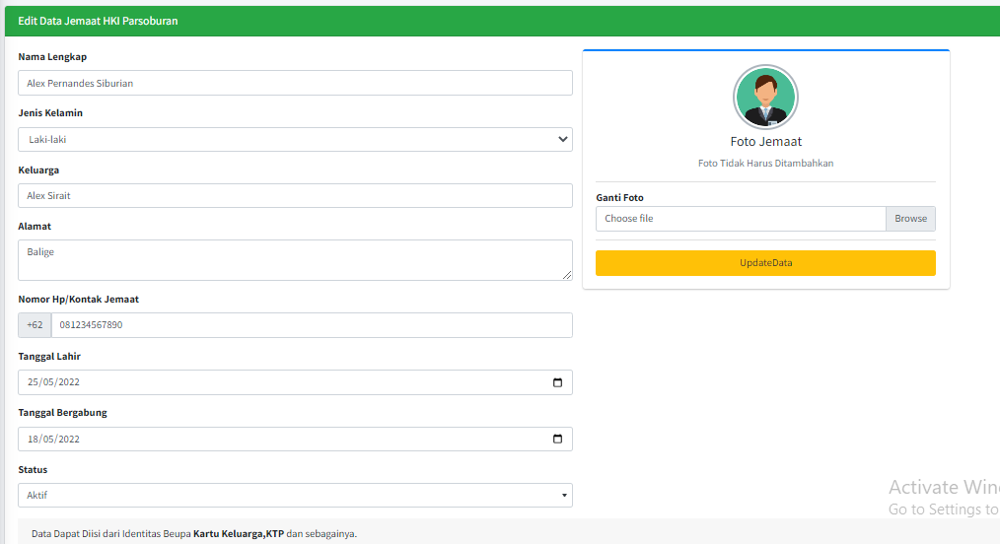 Edit Data Jemaat HKI Parsoburan
Nama Lengkap
Alex Pernandes Siburian
Jenis Kelamin
Laki-laki
Keluarga
Alex Sirait
Alamat
Balige
Nomor Hp/Kontak Jemaat
+62 081234567890
Tanggal Lahir
25/05/2022
Tanggal Bergabung
18/05/2022
Status
Aktif
Data Dapat Diisi dari Identitas Beupa Kartu Keluarga,KTP dan sebagainya.
Foto Jemaat
Foto Tidak Harus Ditambahkan
Ganti Foto
Choose file Browse
UpdateData
Activate Win
Go to Settings to